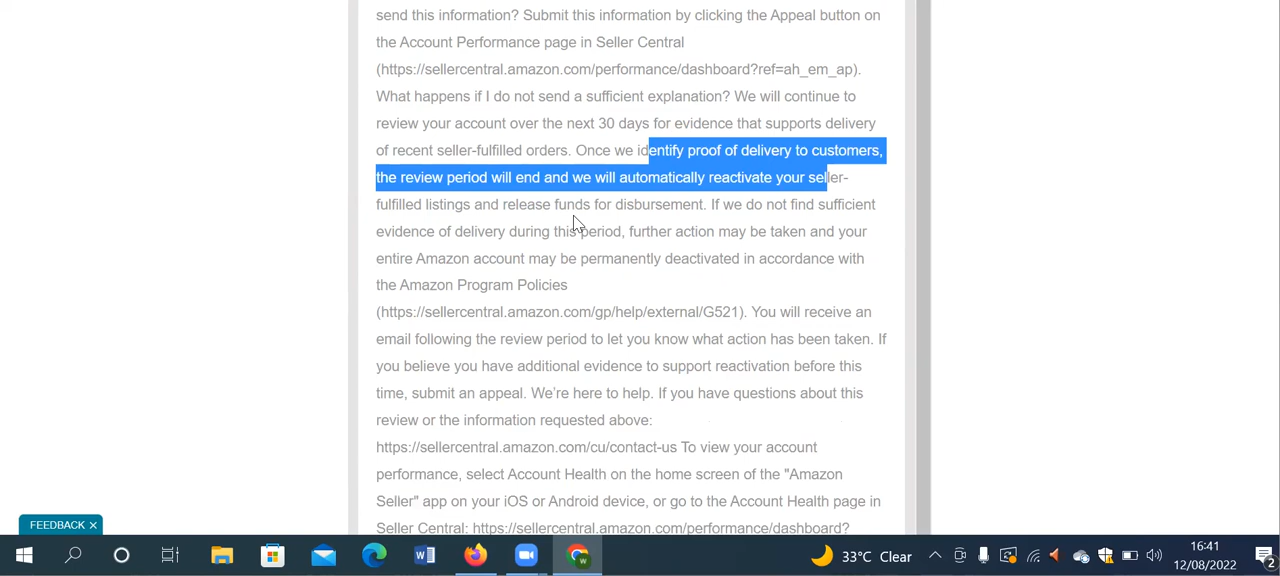 send this information? Submit this information by clicking the Appeal button on
the Account Performance page in Seller Central
(https://sellercentral.amazon.com/performance/dashboard?ref=ah_em_ap).
What happens if I do not send a sufficient explanation? We will continue to
review your account over the next 30 days for evidence that supports delivery
of recent seller-fulfilled orders. Once we identify proof of delivery to customers,
the review period will end and we will automatically reactivate your seller-
fulfilled listings and release funds for disbursement. If we do not find sufficient
evidence of delivery during this period, further action may be taken and your
entire Amazon account may be permanently deactivated in accordance with
the Amazon Program Policies
(https://sellercentral.amazon.com/gp/help/external/G521). You will receive an
email following the review period to let you know what action has been taken. If
you believe you have additional evidence to support reactivation before this
time, submit an appeal. We’re here to help. If you have questions about this
review or the information requested above:
https://sellercentral.amazon.com/cu/contact-us To view your account
performance, select Account Health on the home screen of the "Amazon
Seller" app on your iOS or Android device, or go to the Account Health page in
Seller Central: https://sellercentral.amazon.com/performance/dashboard?
FEEDBACK
33°C Clear
16:41
12/08/2022
2